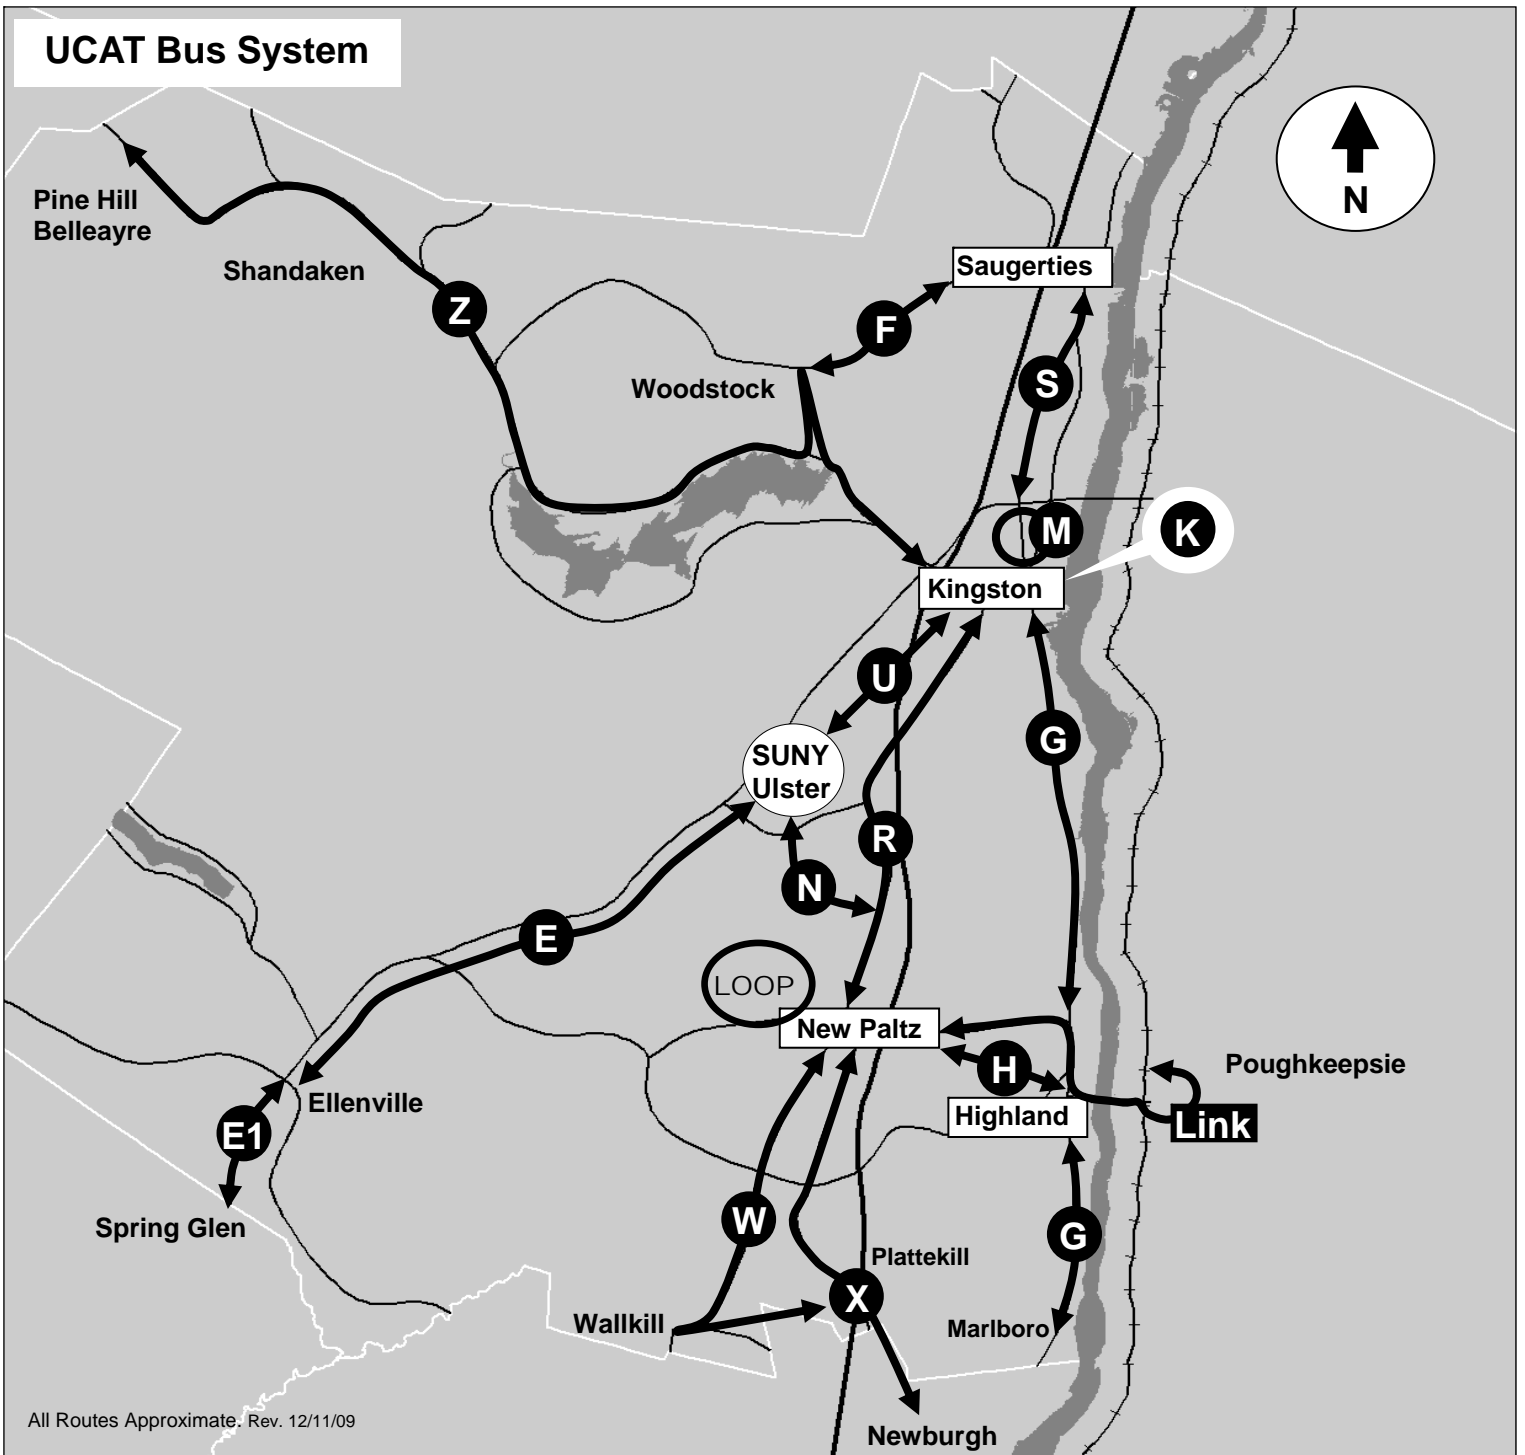 UCAT Bus System
N
Pine Hill
Belleayre
Shandaken
Saugerties
Z
F
Woodstock
S
M
K
Kingston
U
SUNY
Ulster
G
R
N
E
LOOP
New Paltz
H
Poughkeepsie
Ellenville
Highland
Link
E1
Spring Glen
W
G
Plattekill
X
Wallkill
Marlboro
All Routes Approximate. Rev. 12/11/09
Newburgh